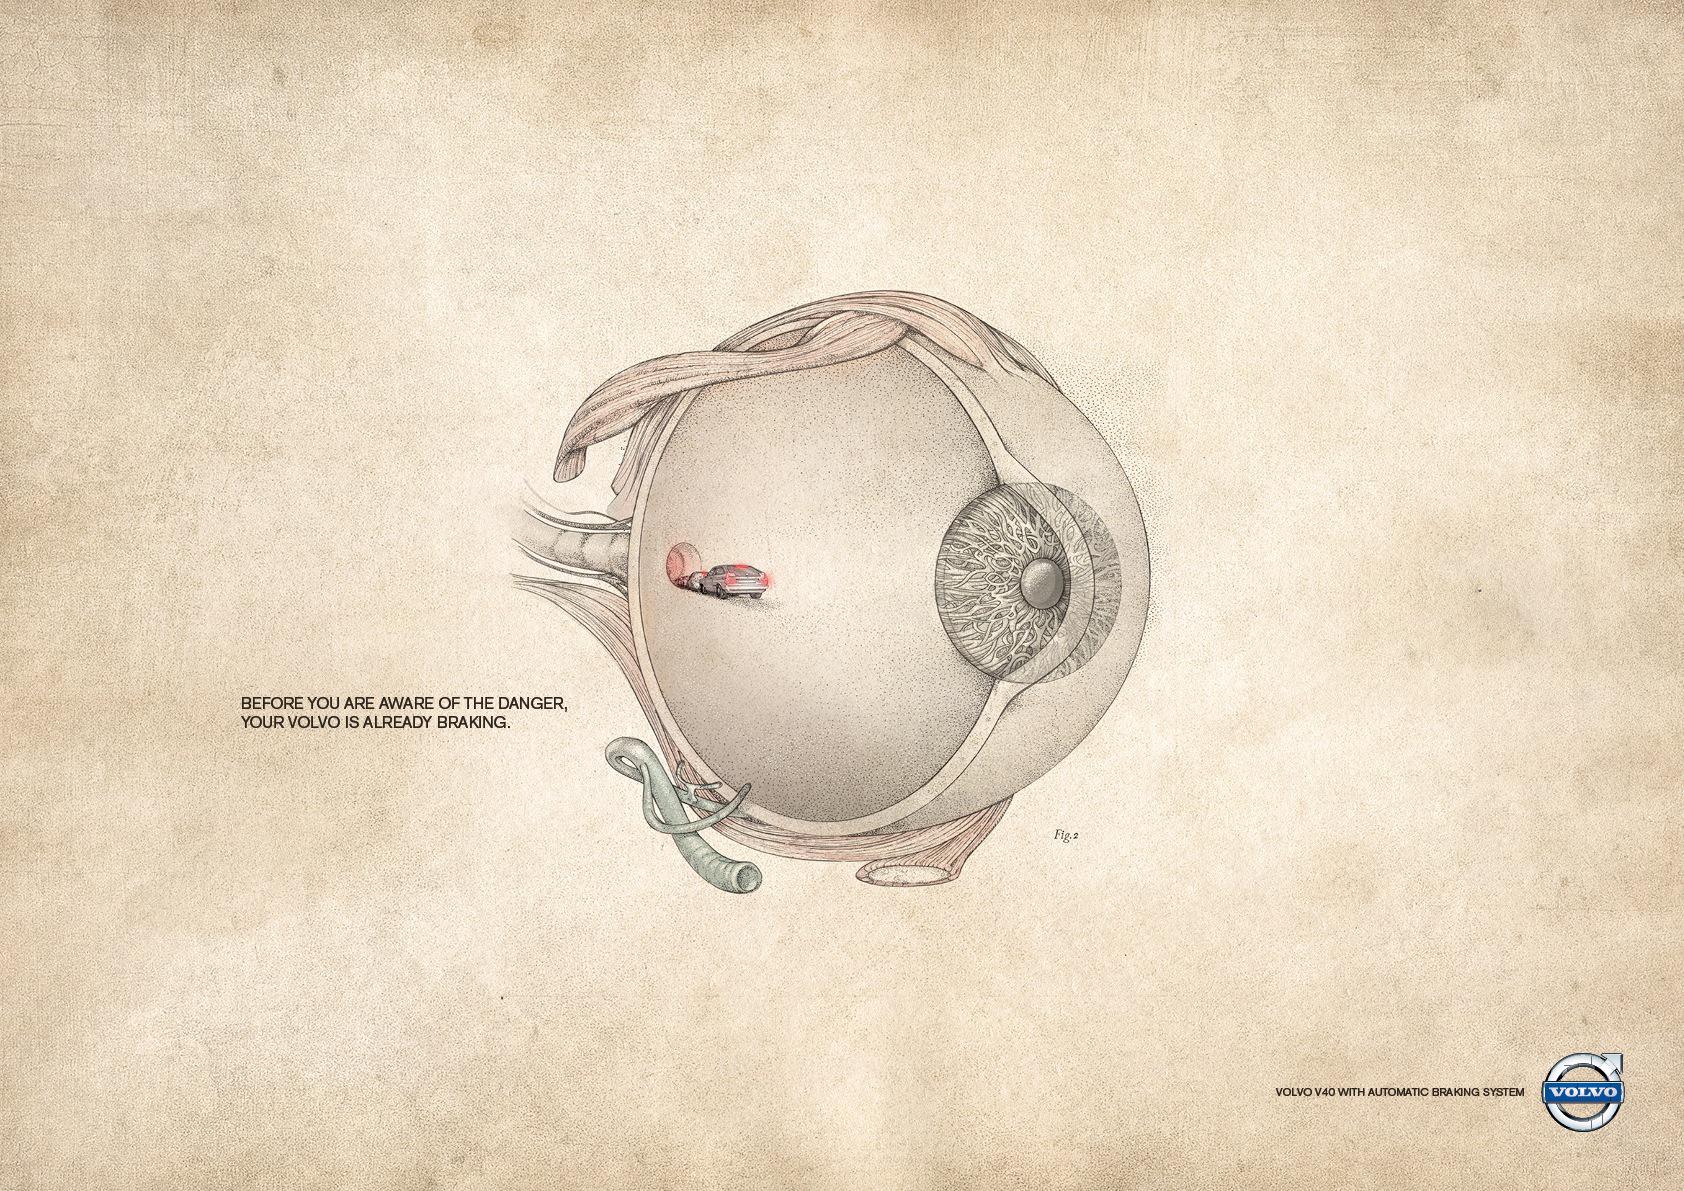 BEFORE YOU ARE AWARE OF THE DANGER,
YOUR VOLVO IS ALREADY BRAKING.
Fig.2
VOLVO V40 WITH AUTOMATIC BRAKING SYSTEM
VOLVO